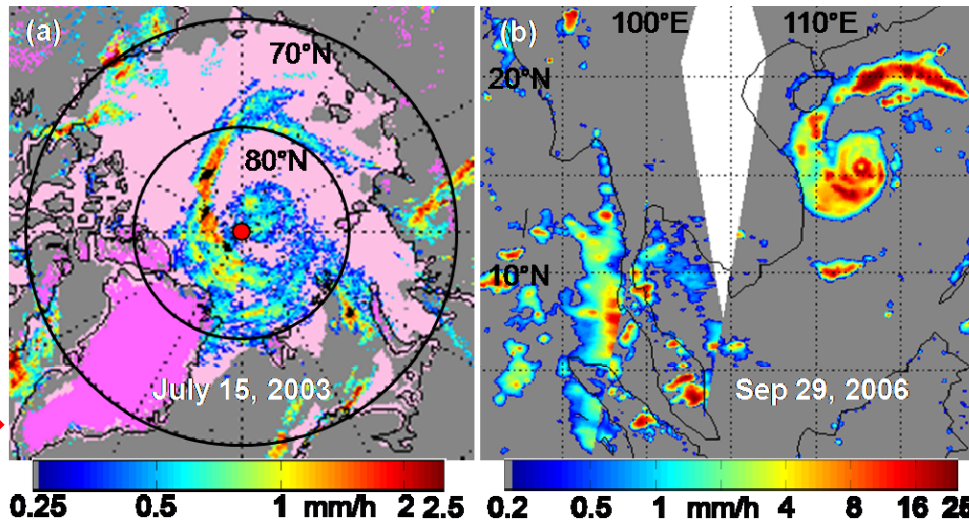 (a)
70°N
80°N
July 15, 2003
0.25 0.5 1 mm/h 2 2.5
100°E 110°E (b)
20°N
10°N
Sep 29, 2006
0.2 0.5 1 mm/h 4 8 16 25